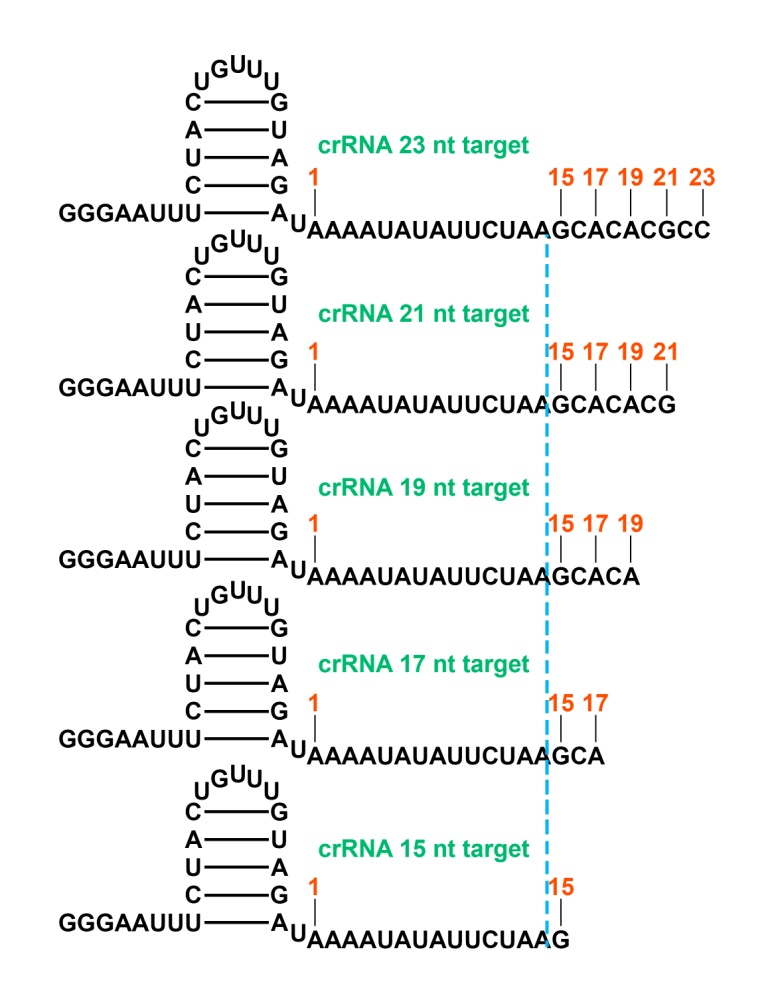 UGUUU
C G
A U
crRNA 23 nt target
U A
1 15 17 19 21 23
C G
GGGAAUUU A U AAAAUAUAUUCUAAGCACACGCC
UGUUU
C G
A U
crRNA 21 nt target
U A
1 15 17 19 21
C G
GGGAAUUU A U AAAAUAUAUUCUAAGCACACG
UGUUU
C G
A U
crRNA 19 nt target
U A
1 15 17 19
C G
GGGAAUUU A U AAAAUAUAUUCUAAGCACA
UGUUU
C G
A U
crRNA 17 nt target
U A
1 15 17
C G
GGGAAUUU A U AAAAUAUAUUCUAAGCA
UGUUU
C G
A U
crRNA 15 nt target
U A
1 15
C G
GGGAAUUU A U AAAAUAUAUUCUAAG